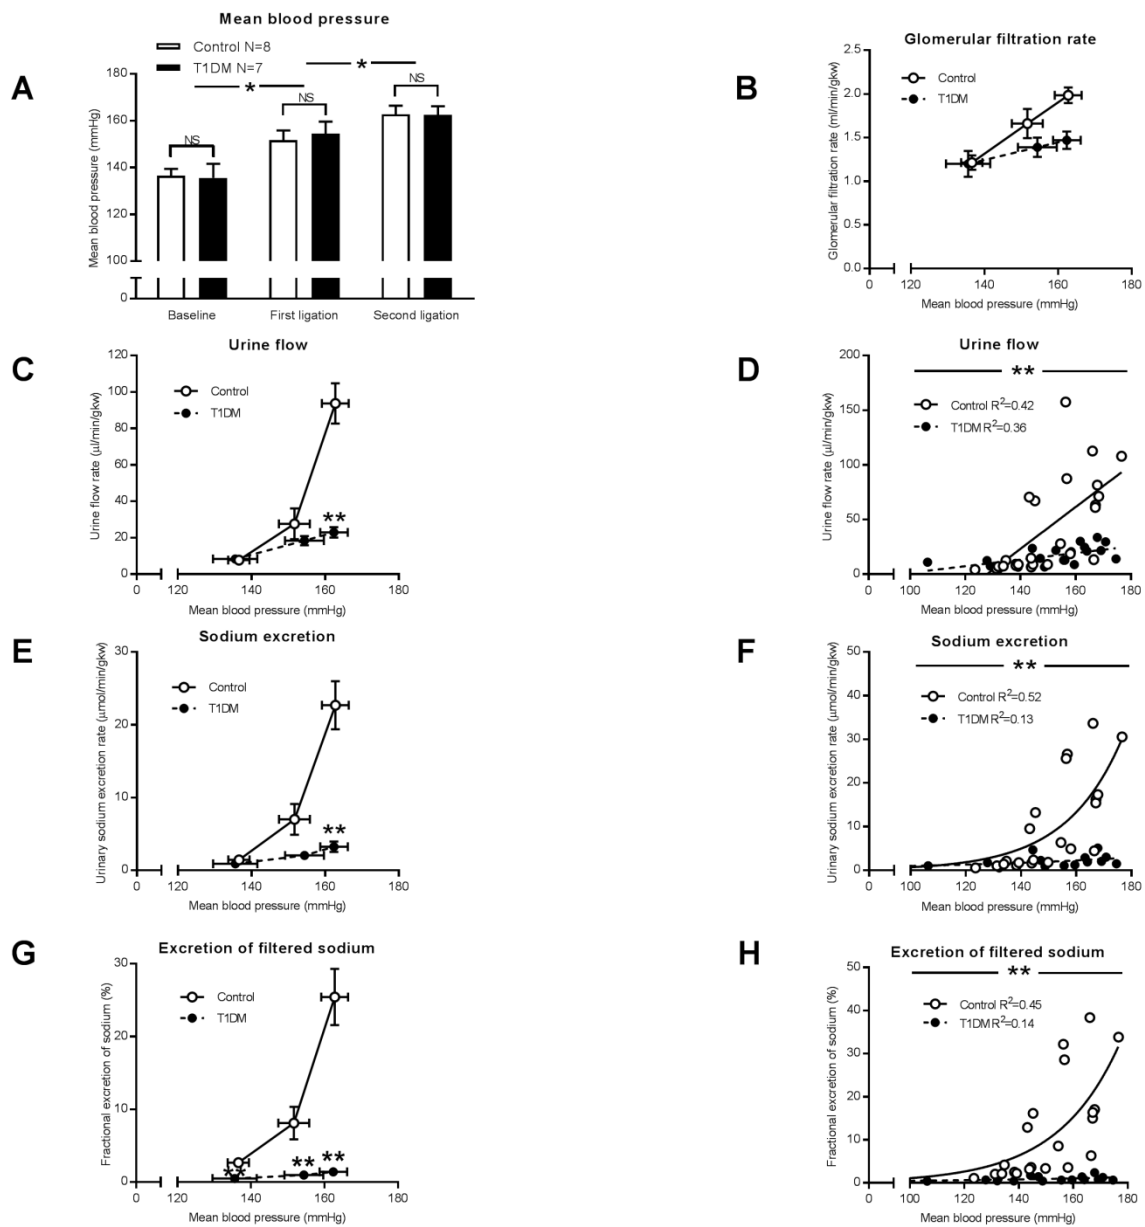 Mean blood pressure
Control N=8
T1DM N=7
A
Mean blood pressure (mmHg)
180
160
140
120
100
0
NS
*
NS
*
NS
Baseline
First ligation
Second ligation
B
Glomerular filtration rate
Control
T1DM
Glomerular filtration rate (ml/min/gkw)
2.5
2.0
1.5
1.0
0.5
0.0
0
120
140
160
180
Mean blood pressure (mmHg)
C
Urine flow
Control
T1DM
Urine flow rate (µl/min/gkw)
120
100
80
60
40
20
0
**
0
120
140
160
180
Mean blood pressure (mmHg)
D
Urine flow
**
Control R²=0.42
T1DM R²=0.36
Urine flow rate (µl/min/gkw)
200
150
100
50
0
0
100
120
140
160
180
Mean blood pressure (mmHg)
E
Sodium excretion
Control
T1DM
Urinary sodium excretion rate (µmol/min/gkw)
30
20
10
0
**
0
120
140
160
180
Mean blood pressure (mmHg)
F
Sodium excretion
**
Control R²=0.52
T1DM R²=0.13
Urinary sodium excretion rate (µmol/min/gkw)
50
40
30
20
10
0
0
100
120
140
160
180
Mean blood pressure (mmHg)
G
Excretion of filtered sodium
Control
T1DM
Fractional excretion of sodium (%)
30
20
10
0
**
**
**
0
120
140
160
180
Mean blood pressure (mmHg)
H
Excretion of filtered sodium
**
Control R²=0.45
T1DM R²=0.14
Fractional excretion of sodium (%)
50
40
30
20
10
0
0
100
120
140
160
180
Mean blood pressure (mmHg)